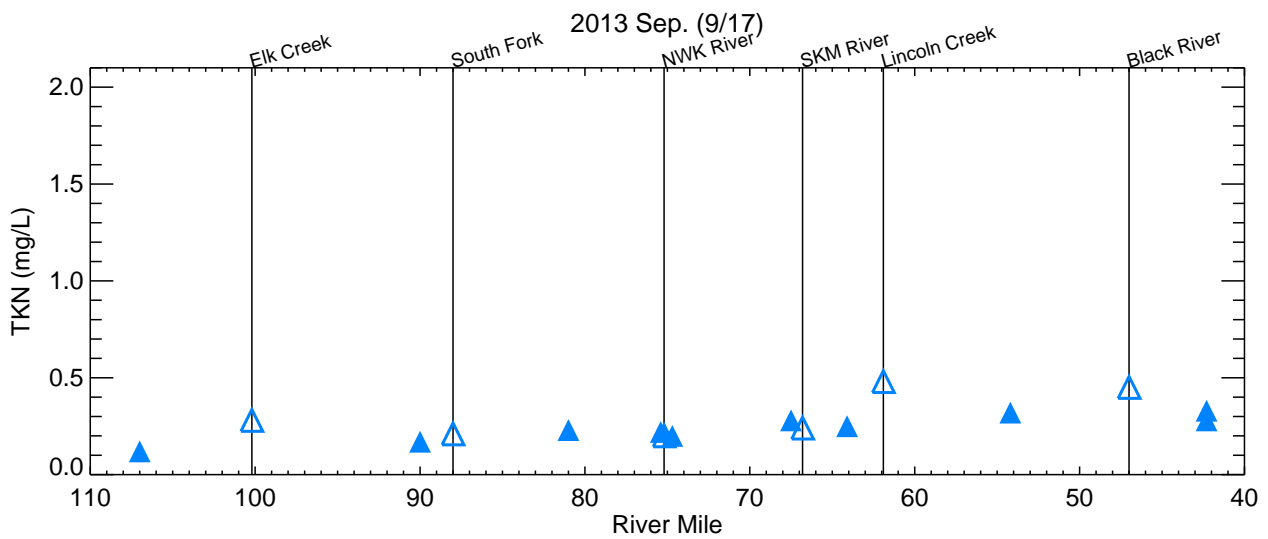 2013 Sep. (9/17)
Elk Creek
South Fork
NWK River
SKM River
Lincoln Creek
Black River
2.0
1.5
1.0
0.5
0.0
TKN (mg/L)
110 100 90 80 70 60 50 40
River Mile